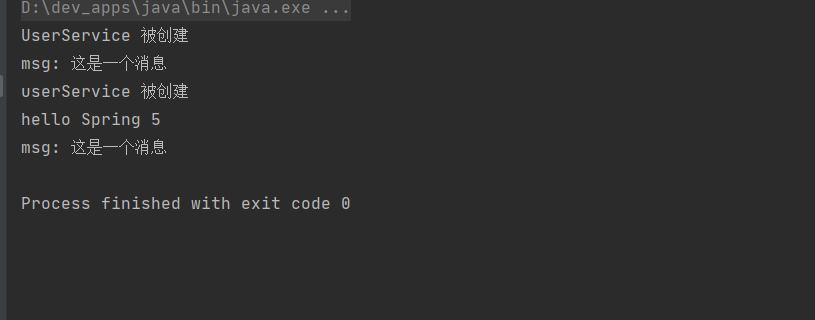 D:\dev_apps\java\bin\java.exe ...
UserService 被创建
msg: 这是一个消息
userService 被创建
hello Spring 5
msg: 这是一个消息
Process finished with exit code 0